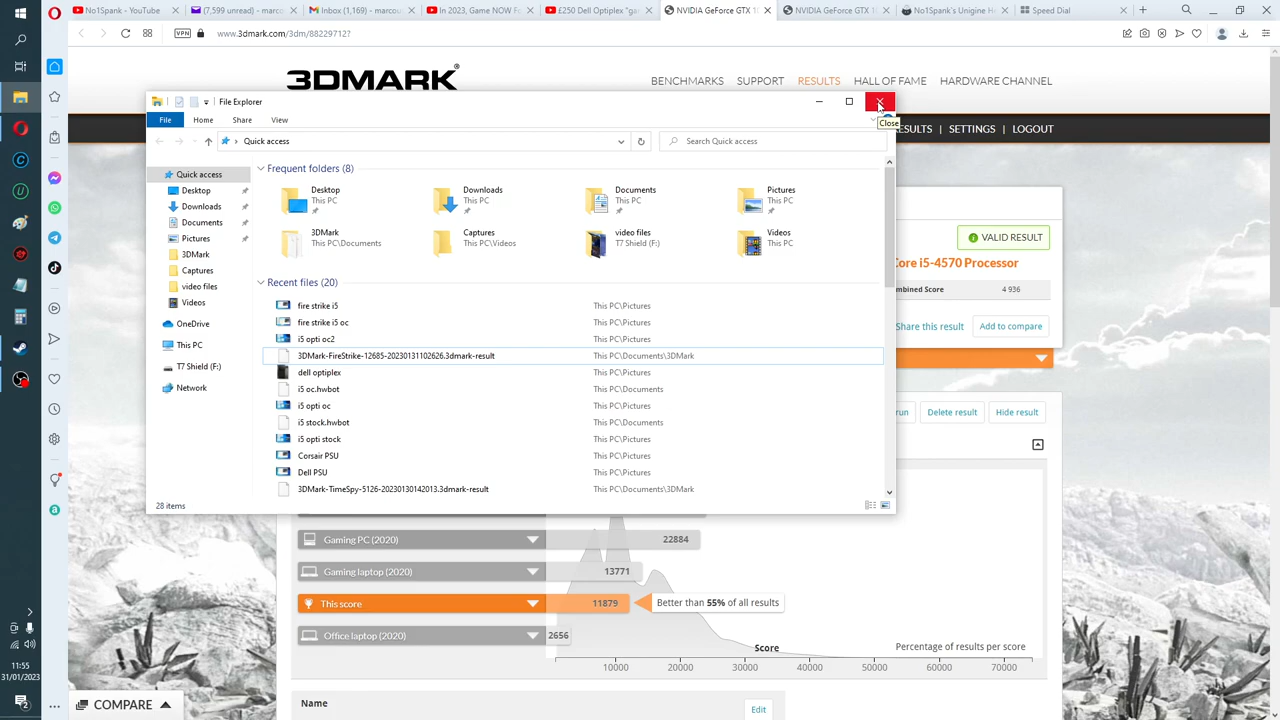 No1Spank - YouTube
(7,599 unread) - marco
Inbox (1,169) - marcou
In 2023, Game NOW F
£250 Dell Optiplex "ga
NVIDIA GeForce GTX 1
NVIDIA GeForce GTX 1
No1Spank's Unigine He
Speed Dial
VPN
www.3dmark.com/3dm/88229712?
3DMARK®
BENCHMARKS
SUPPORT
RESULTS
HALL OF FAME
HARDWARE CHANNEL
ESULTS | SETTINGS | LOGOUT
File Explorer
Close
File
Home
Share
View
Quick access
Search Quick access
Quick access
Desktop
Downloads
Documents
Pictures
3DMark
Captures
video files
Videos
OneDrive
This PC
T7 Shield (F:)
Network
Frequent folders (8)
Desktop
This PC
Downloads
This PC
Documents
This PC
Pictures
This PC
3DMark
This PC\Documents
Captures
This PC\Videos
video files
T7 Shield (F:)
Videos
This PC
Recent files (20)
fire strike i5 This PC\Pictures
fire strike i5 oc This PC\Pictures
i5 opti oc2 This PC\Pictures
3DMark-FireStrike-12685-20230131102626.3dmark-result This PC\Documents\3DMark
dell optiplex This PC\Pictures
i5 oc.hwbot This PC\Documents
i5 opti oc This PC\Pictures
i5 stock.hwbot This PC\Documents
i5 opti stock This PC\Pictures
Corsair PSU This PC\Pictures
Dell PSU This PC\Pictures
3DMark-TimeSpy-5126-20230130142013.3dmark-result This PC\Documents\3DMark
28 items
VALID RESULT
Core i5-4570 Processor
mbined Score 4 936
Share this result
Add to compare
run
Delete result
Hide result
Gaming PC (2020) 22884
Gaming laptop (2020) 13771
This score 11879
Better than 55% of all results
Office laptop (2020) 2656
Score
Percentage of results per score
10000 20000 30000 40000 50000 60000 70000
Name
Edit
COMPARE
11:55
31/01/2023
2